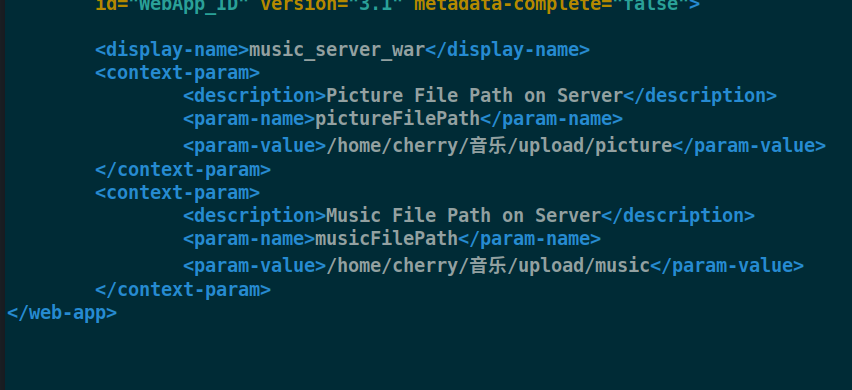 id="WebApp_ID" version="3.1" metadata-complete="false">
<display-name>music_server_war</display-name>
<context-param>
<description>Picture File Path on Server</description>
<param-name>pictureFilePath</param-name>
<param-value>/home/cherry/音乐/upload/picture</param-value>
</context-param>
<context-param>
<description>Music File Path on Server</description>
<param-name>musicFilePath</param-name>
<param-value>/home/cherry/音乐/upload/music</param-value>
</context-param>
</web-app>